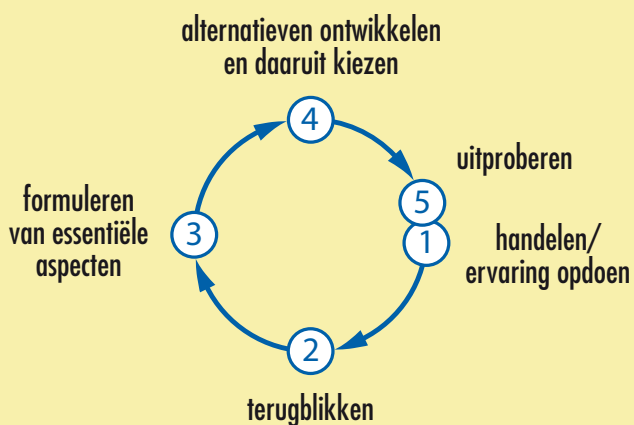 alternatieven ontwikkelen
en daaruit kiezen
4
uitproberen
5
formuleren
van essentiële
aspecten
3
1
handelen/
ervaring opdoen
2
terugblikken